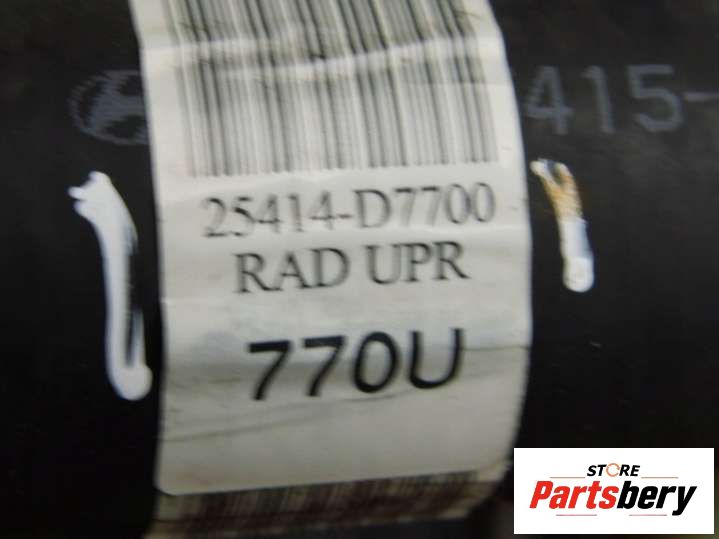 415-
25414-D7700
RAD UPR
770U
STORE
Partsbery